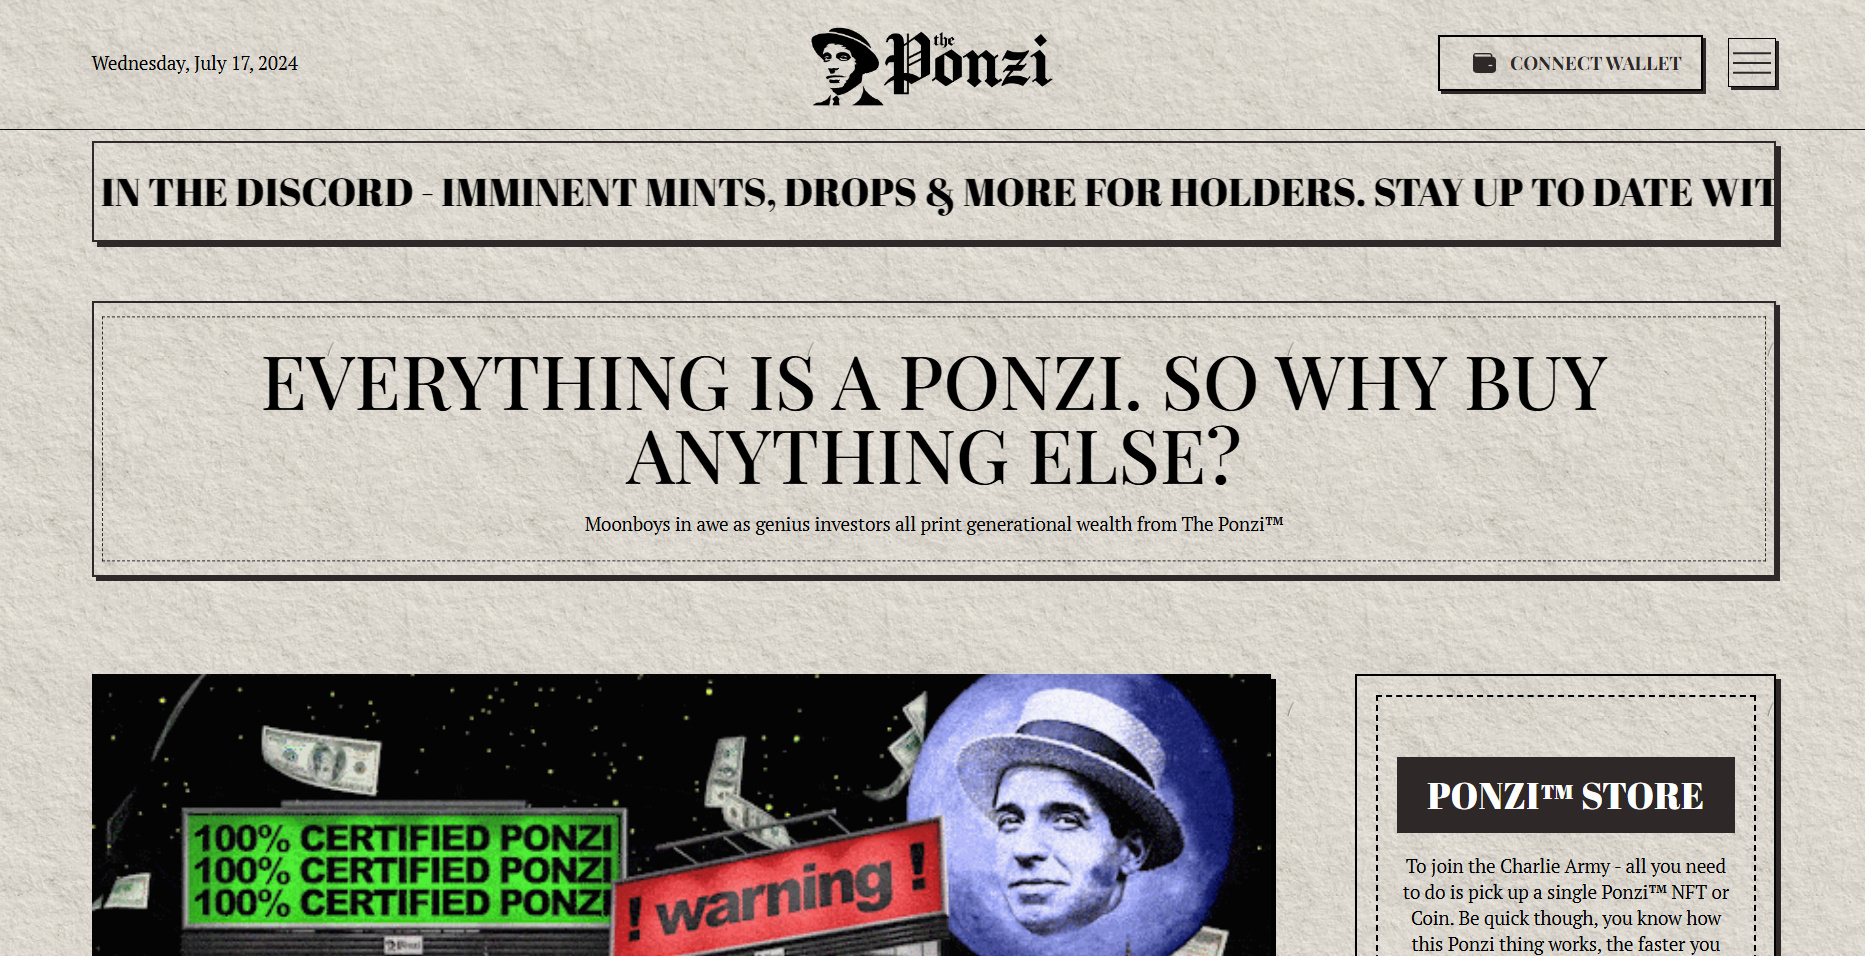 Wednesday, July 17, 2024
the Ponzi
CONNECT WALLET
IN THE DISCORD - IMMINENT MINTS, DROPS & MORE FOR HOLDERS. STAY UP TO DATE WIT
EVERYTHING IS A PONZI. SO WHY BUY
ANYTHING ELSE?
Moonboys in awe as genius investors all print generational wealth from The Ponzi™
100% CERTIFIED PONZI
100% CERTIFIED PONZI
100% CERTIFIED PONZI
! warning !
Ponzi
PONZI™ STORE
To join the Charlie Army - all you need
to do is pick up a single Ponzi™ NFT or
Coin. Be quick though, you know how
this Ponzi thing works, the faster you